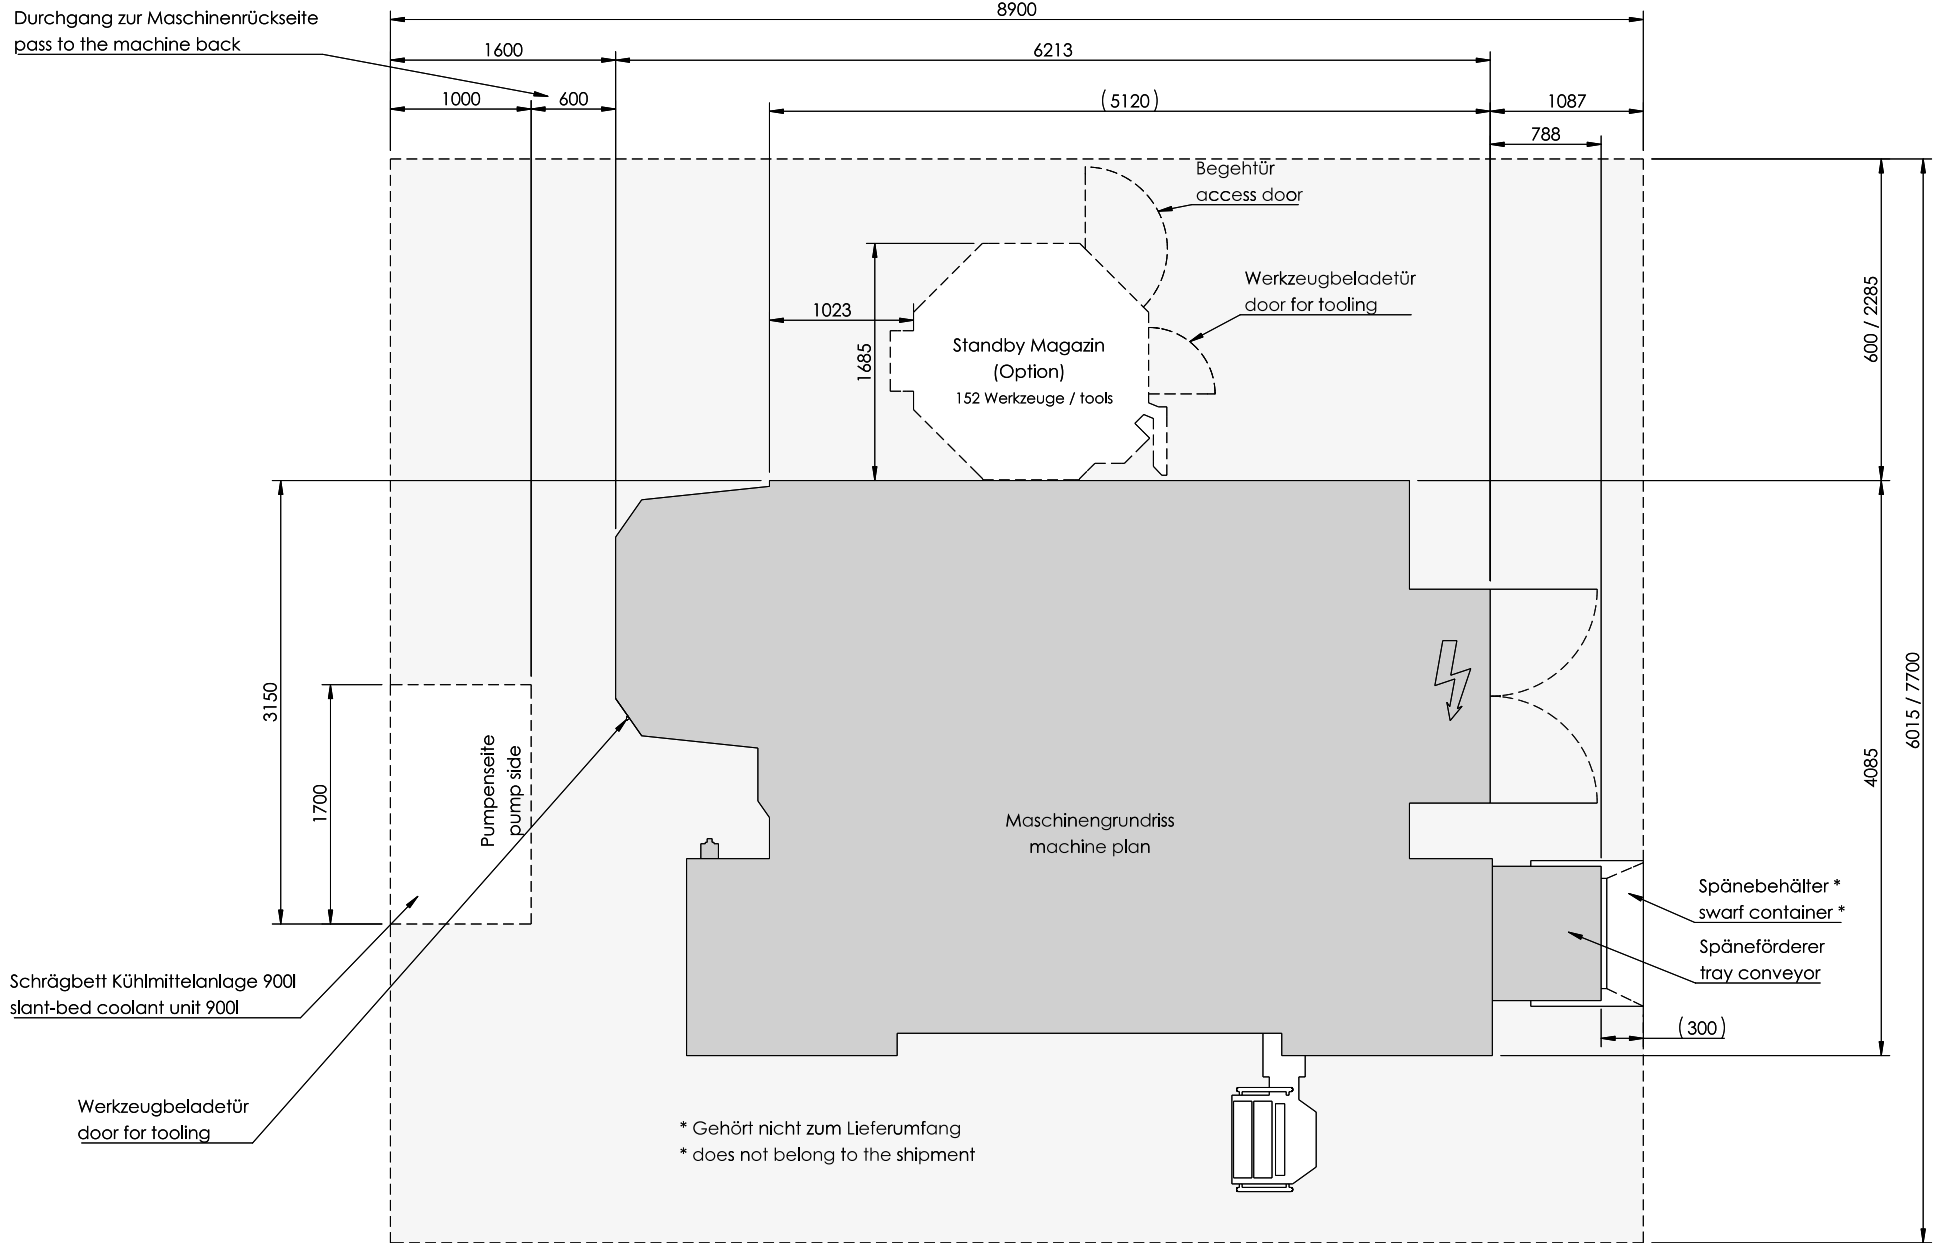 Durchgang zur Maschinenrückseite
pass to the machine back
8900
1600
6213
1000
600
(5120)
1087
788
Begehtür
access door
Werkzeugbeladetür
door for tooling
1023
1685
Standby Magazin
(Option)
152 Werkzeuge / tools
600 / 2285
3150
1700
Pumpenseite
pump side
Maschinengrundriss
machine plan
4085
6015 / 7700
Spänebehälter *
swarf container *
Späneförderer
tray conveyor
(300)
Schrägbett Kühlmittelanlage 900l
slant-bed coolant unit 900l
Werkzeugbeladetür
door for tooling
* Gehört nicht zum Lieferumfang
* does not belong to the shipment